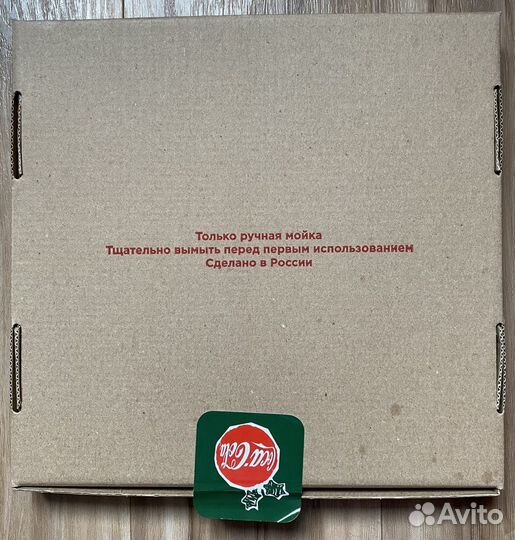 Только ручная мойка
Тщательно вымыть перед первым использованием
Сделано в России
Coca-Cola
Avito